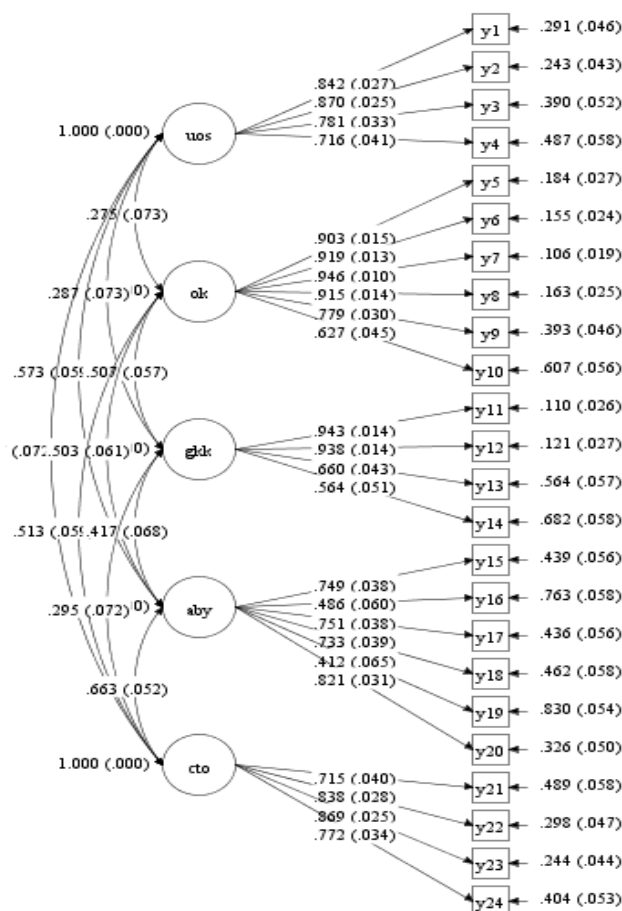 y1 .291 (.046)
y2 .243 (.043)
.842 (.027)
.870 (.025)
y3 .390 (.052)
.781 (.033)
1.000 (.000) uos
.716 (.041)
y4 .487 (.058)
y5 .184 (.027)
.275 (.073)
y6 .155 (.024)
.903 (.015)
.919 (.013)
y7 .106 (.019)
.946 (.010)
.287 (.073) 0) ok
.915 (.014)
y8 .163 (.025)
.779 (.030)
y9 .393 (.046)
.627 (.045)
y10 .607 (.056)
.573 (.059 .507 (.057)
y11 .110 (.026)
.943 (.014)
.938 (.014)
y12 .121 (.027)
(.072 .503 (.061) 0) gkk
.660 (.043)
y13 .564 (.057)
.564 (.051)
y14 .682 (.058)
.513 (.059 .417 (.068)
y15 .439 (.056)
.749 (.038)
y16 .763 (.058)
.486 (.060)
.295 (.072) 0) aby
.751 (.038)
y17 .436 (.056)
.733 (.039)
.412 (.065)
y18 .462 (.058)
.821 (.031)
y19 .830 (.054)
.663 (.052)
y20 .326 (.050)
1.000 (.000) cto
.715 (.040)
y21 .489 (.058)
.838 (.028)
y22 .298 (.047)
.869 (.025)
.772 (.034)
y23 .244 (.044)
y24 .404 (.053)